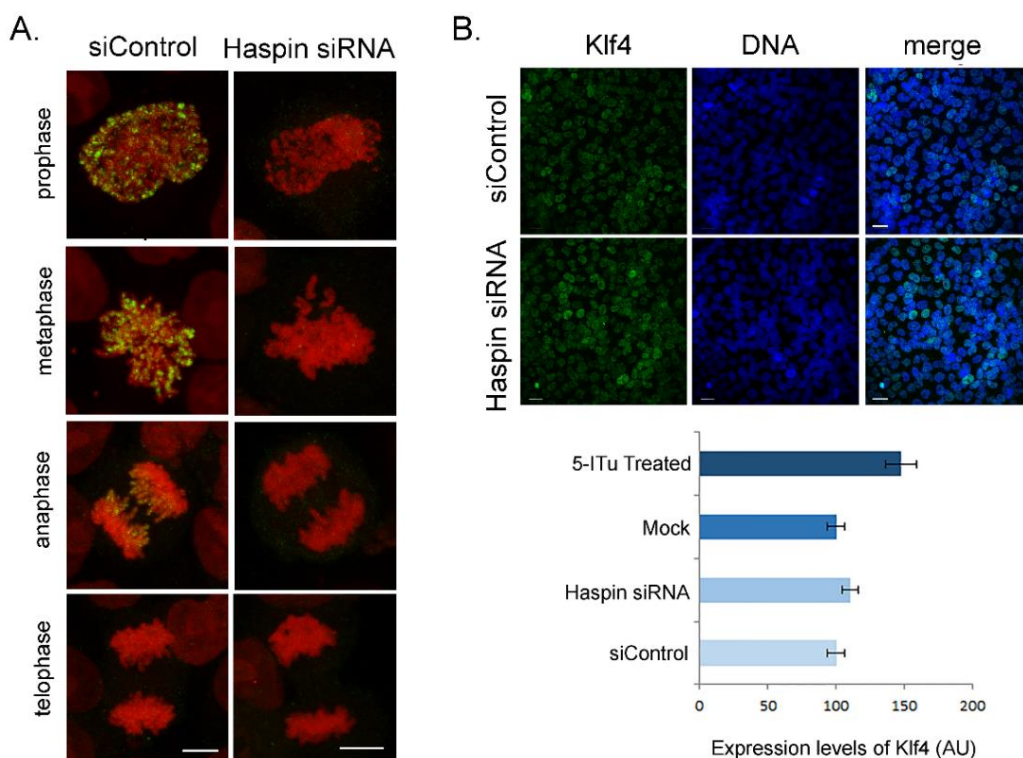 A.
siControl Haspin siRNA
prophase
metaphase
anaphase
telophase
B.
Klf4 DNA merge
siControl
Haspin siRNA
5-ITu Treated
Mock
Haspin siRNA
siControl
0 50 100 150 200
Expression levels of Klf4 (AU)